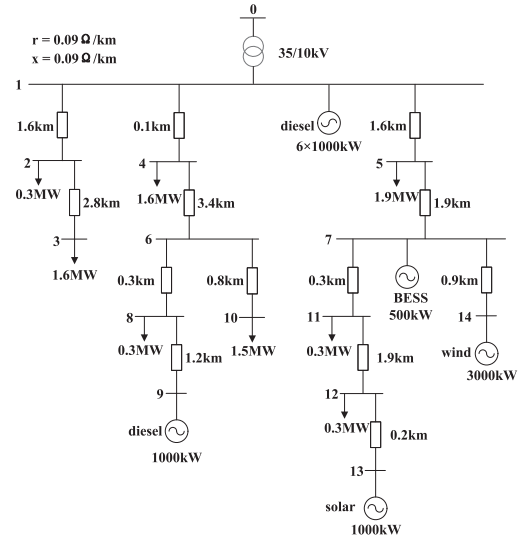 0
r = 0.09 Ω/km
x = 0.09 Ω/km
35/10kV
1
1.6km
0.1km
diesel
6×1000kW
1.6km
2
4
5
0.3MW
2.8km
1.6MW
3.4km
1.9MW
1.9km
3
6
7
1.6MW
0.3km
0.8km
0.3km
BESS
500kW
0.9km
8
10
11
14
0.3MW
1.2km
1.5MW
0.3MW
1.9km
wind
3000kW
9
12
diesel
1000kW
0.3MW
0.2km
13
solar
1000kW